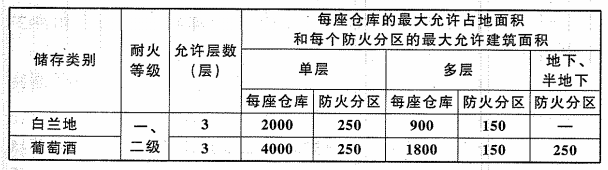 储存类别
耐火等级
允许层数(层)
每座仓库的最大允许占地面积
和每个防火分区的最大允许建筑面积
单层
多层
地下、半地下
每座仓库 防火分区 每座仓库 防火分区 防火分区
白兰地 一、二级 3 2000 250 900 150 —
葡萄酒 3 4000 250 1800 150 250